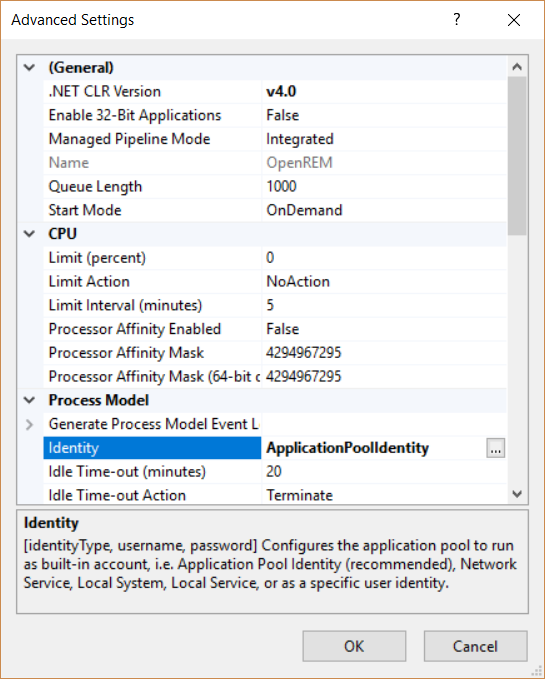 Advanced Settings ?
(General)
.NET CLR Version v4.0
Enable 32-Bit Applications False
Managed Pipeline Mode Integrated
Name OpenREM
Queue Length 1000
Start Mode OnDemand
CPU
Limit (percent) 0
Limit Action NoAction
Limit Interval (minutes) 5
Processor Affinity Enabled False
Processor Affinity Mask 4294967295
Processor Affinity Mask (64-bit c 4294967295
Process Model
Generate Process Model Event L
Identity ApplicationPoolIdentity ...
Idle Time-out (minutes) 20
Idle Time-out Action Terminate
Identity
[identityType, username, password] Configures the application pool to run
as built-in account, i.e. Application Pool Identity (recommended), Network
Service, Local System, Local Service, or as a specific user identity.
OK Cancel